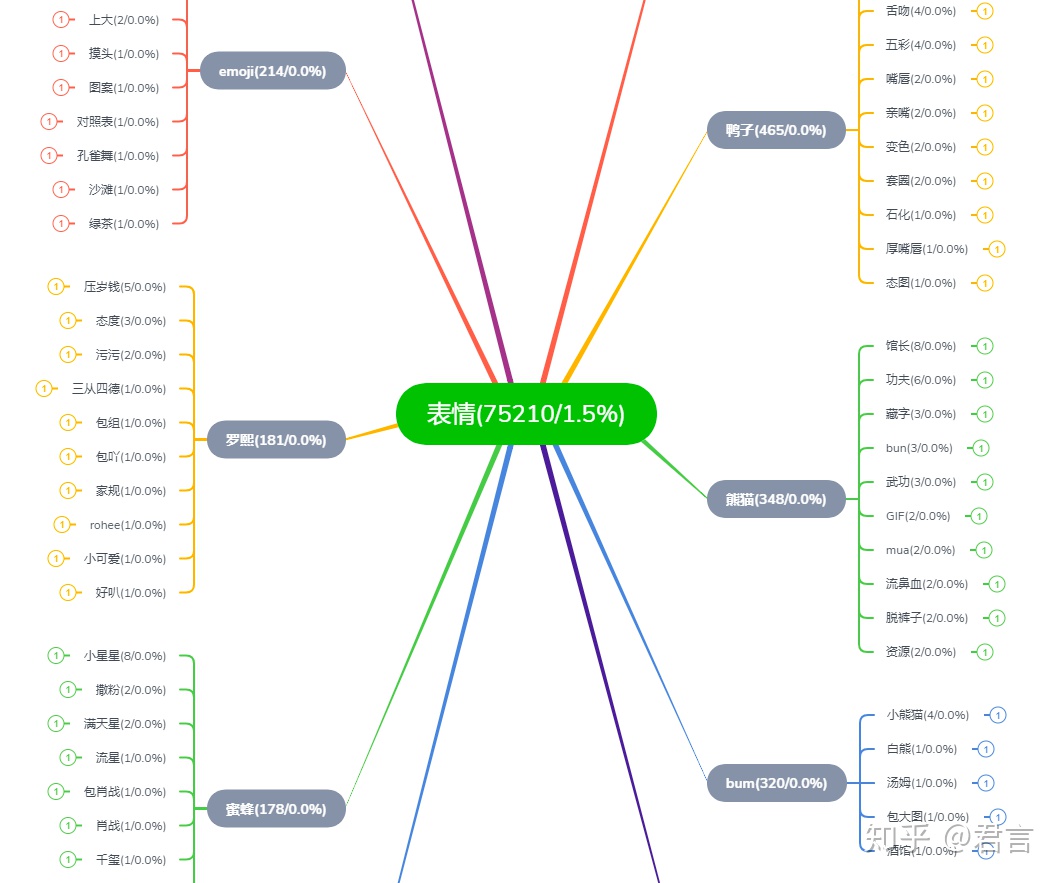 表情(75210/1.5%)
emoji(214/0.0%)
上大(2/0.0%) 1
摸头(1/0.0%) 1
图案(1/0.0%) 1
对照表(1/0.0%) 1
孔雀舞(1/0.0%) 1
沙滩(1/0.0%) 1
绿茶(1/0.0%) 1
罗熙(181/0.0%)
压岁钱(5/0.0%) 1
态度(3/0.0%) 1
污污(2/0.0%) 1
三从四德(1/0.0%) 1
包组(1/0.0%) 1
包吖(1/0.0%) 1
家规(1/0.0%) 1
rohee(1/0.0%) 1
小可爱(1/0.0%) 1
好叭(1/0.0%) 1
蜜蜂(178/0.0%)
小星星(8/0.0%) 1
撒粉(2/0.0%) 1
满天星(2/0.0%) 1
流星(1/0.0%) 1
包肖战(1/0.0%) 1
肖战(1/0.0%) 1
千玺(1/0.0%) 1
鸭子(465/0.0%)
舌吻(4/0.0%) 1
五彩(4/0.0%) 1
嘴唇(2/0.0%) 1
亲嘴(2/0.0%) 1
变色(2/0.0%) 1
套圈(2/0.0%) 1
石化(1/0.0%) 1
厚嘴唇(1/0.0%) 1
态图(1/0.0%) 1
熊猫(348/0.0%)
馆长(8/0.0%) 1
功夫(6/0.0%) 1
藏字(3/0.0%) 1
bun(3/0.0%) 1
武功(3/0.0%) 1
GIF(2/0.0%) 1
mua(2/0.0%) 1
流鼻血(2/0.0%) 1
脱裤子(2/0.0%) 1
资源(2/0.0%) 1
bum(320/0.0%)
小熊猫(4/0.0%) 1
白熊(1/0.0%) 1
汤姆(1/0.0%) 1
包大图(1/0.0%) 1
酒馆(1/0.0%) 1
知乎 @君言